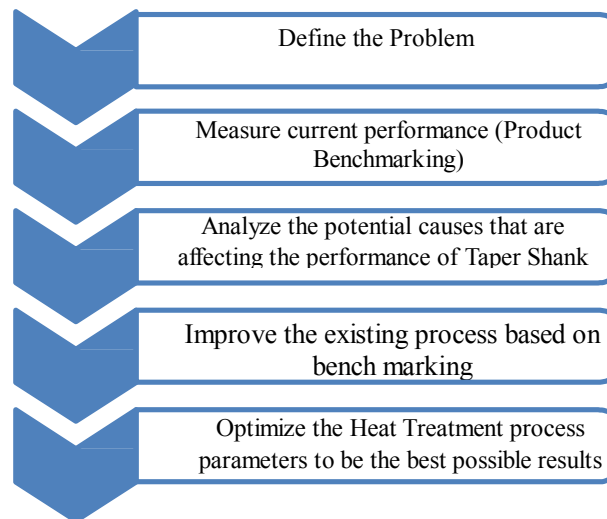 Define the Problem
Measure current performance (Product
Benchmarking)
Analyze the potential causes that are
affecting the performance of Taper Shank
Improve the existing process based on
bench marking
Optimize the Heat Treatment process
parameters to be the best possible results